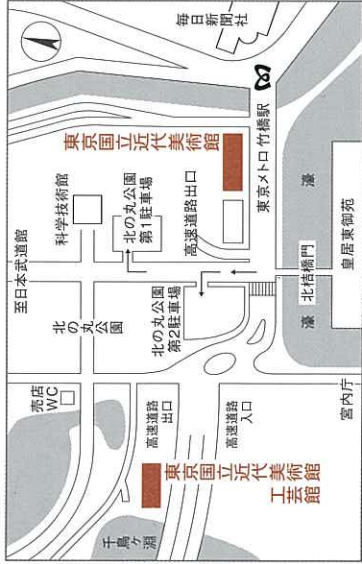 毎日新聞社
東京国立近代美術館
東京メトロ 竹橋駅
科学技術館
北の丸公園
第1駐車場
高速道路出口
至日本武道館
北の丸公園
北の丸公園
第2駐車場
濠
北桔橋門
濠
皇居東御苑
売店
WC
高速道路
出口
高速道路
入口
宮内庁
東京国立近代美術館
工芸館
千鳥ヶ淵